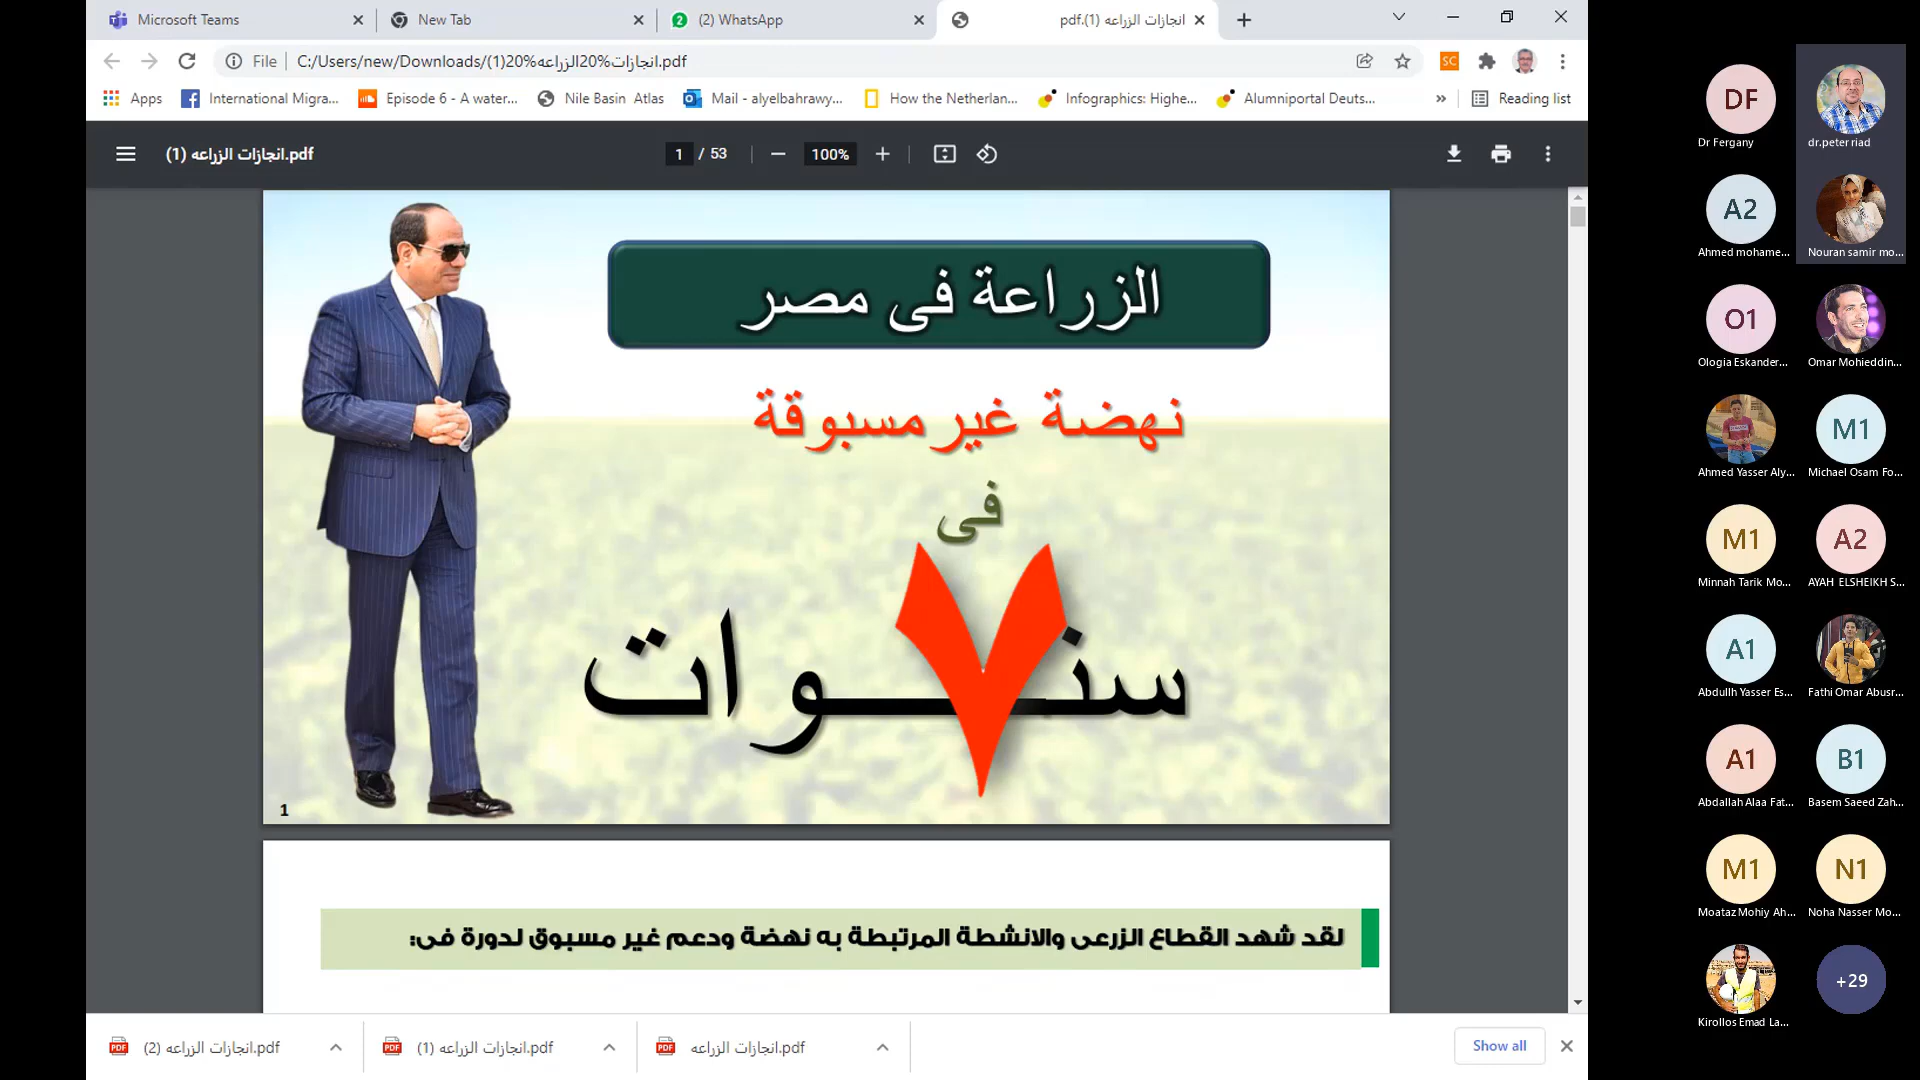 Microsoft Teams
New Tab
(2) WhatsApp
انجازات الزراعه (1).pdf
File
C:/Users/new/Downloads/(1)20%انجازات%20الزراعه.pdf
Apps
International Migra...
Episode 6 - A water...
Nile Basin Atlas
Mail - alyelbahrawy...
How the Netherlan...
Infographics: Highe...
Alumniportal Deuts...
»
Reading list
انجازات الزراعه (1).pdf
1 / 53
100%
الزراعة فى مصر
نهضة غير مسبوقة
فى
٧
سنوات
1
لقد شهد القطاع الزرعى والانشطة المرتبطة به نهضة ودعم غير مسبوق لدورة فى:
انجازات الزراعه (2).pdf
انجازات الزراعه (1).pdf
انجازات الزراعه.pdf
Show all
SC
DF
Dr Fergany
dr.peter riad
A2
Ahmed mohame...
Nouran samir mo...
O1
Ologia Eskander...
Omar Mohieddin...
Ahmed Yasser Aly...
M1
Michael Osam Fo...
M1
Minnah Tarik Mo...
A2
AYAH ELSHEIKH S...
A1
Abdullh Yasser Es...
Fathi Omar Abusr...
A1
Abdallah Alaa Fat...
B1
Basem Saeed Zah...
M1
Moataz Mohiy Ah...
N1
Noha Nasser Mo...
Kirollos Emad La...
+29